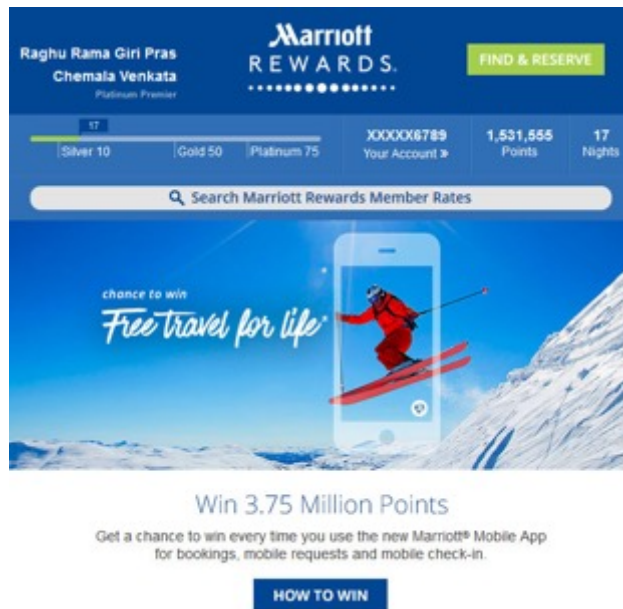 Raghu Rama Giri Pras
Chemala Venkata
Platinum Premier
Marriott
REWARDS.
FIND & RESERVE
17
Silver 10
Gold 50
Platinum 75
XXXXX6789
Your Account »
1,531,555
Points
17
Nights
Search Marriott Rewards Member Rates
chance to win
Free travel for life*
Win 3.75 Million Points
Get a chance to win every time you use the new Marriott® Mobile App
for bookings, mobile requests and mobile check-in.
HOW TO WIN